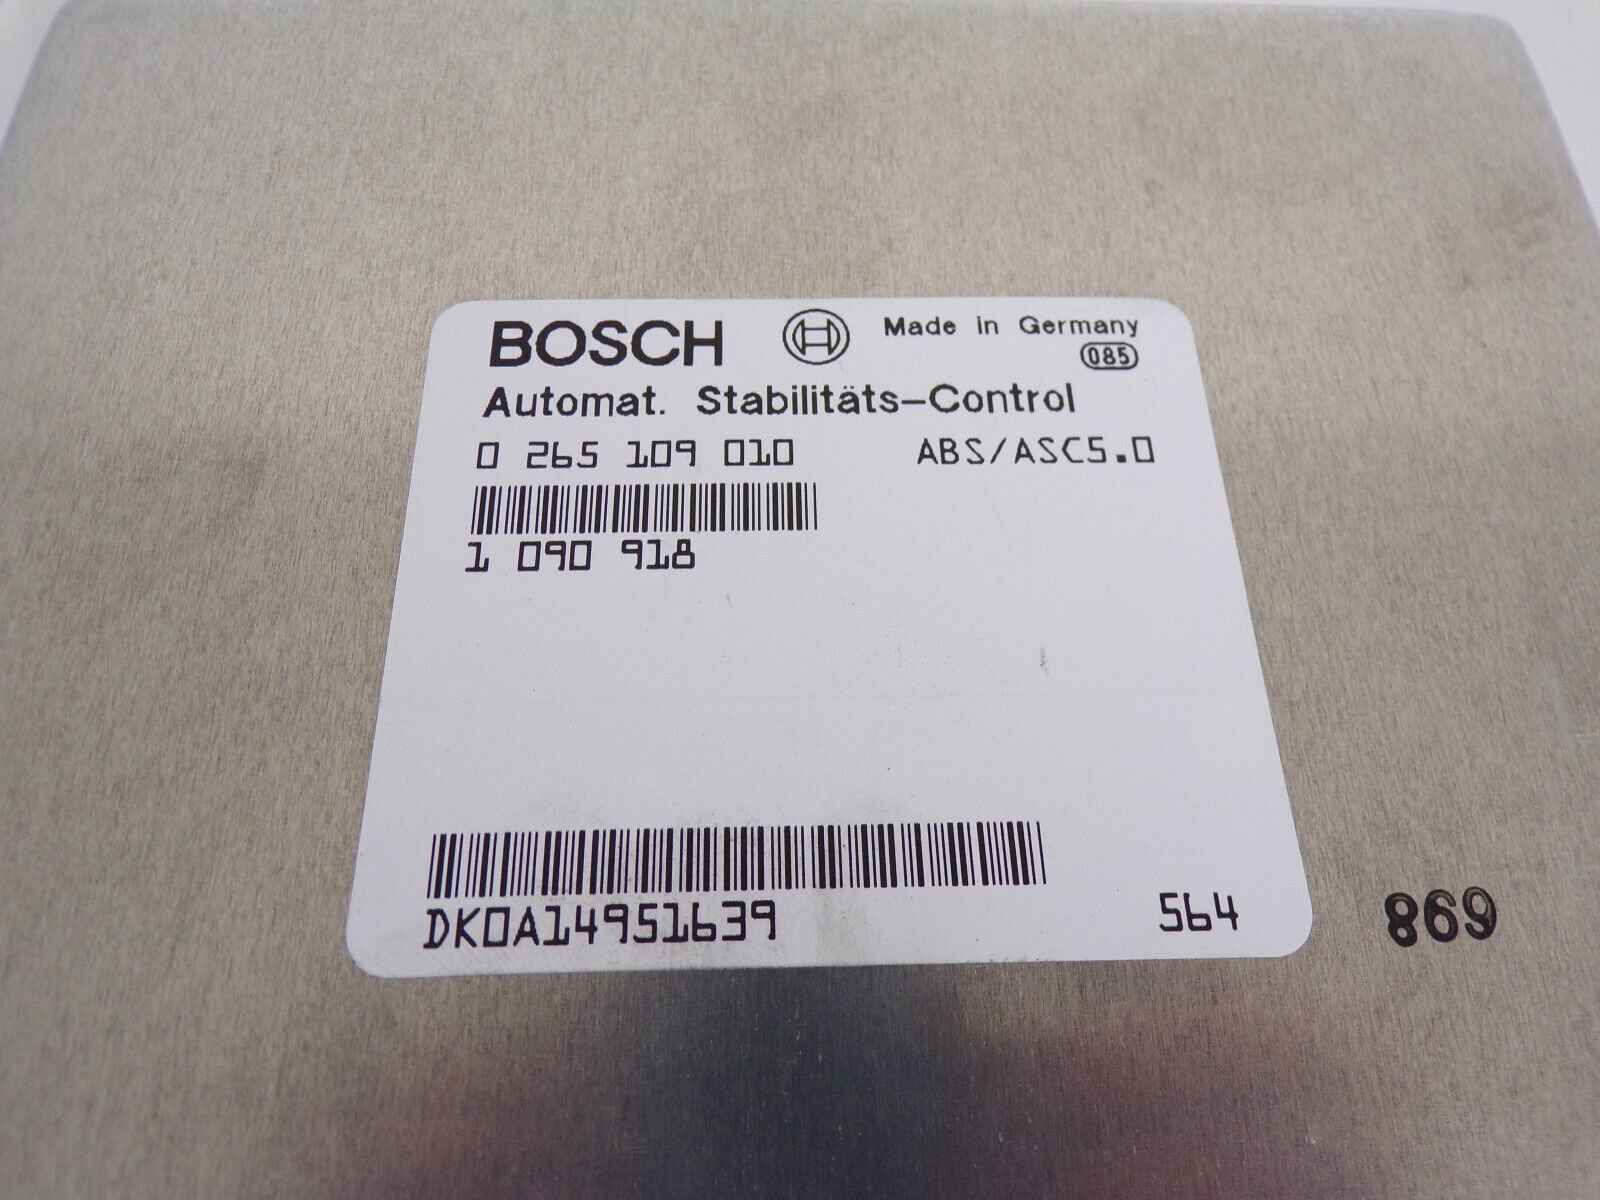 BOSCH Made in Germany
085
Automat. Stabilitäts-Control
0 265 109 010 ABS/ASC5.0
1 090 918
DK0A14951639 564
869